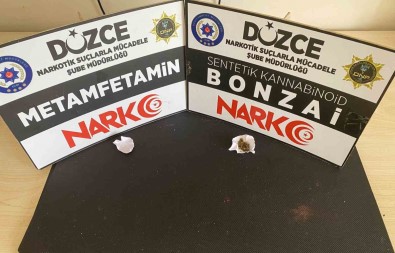 DÜZCE
NARKOTİK SUÇLARLA MÜCADELE
ŞUBE MÜDÜRLÜĞÜ
METAMFETAMİN
NARKO
DÜZCE
NARKOTİK SUÇLARLA MÜCADELE
ŞUBE MÜDÜRLÜĞÜ
SENTETİK KANNABİNOİD
BONZAİ
NARKO